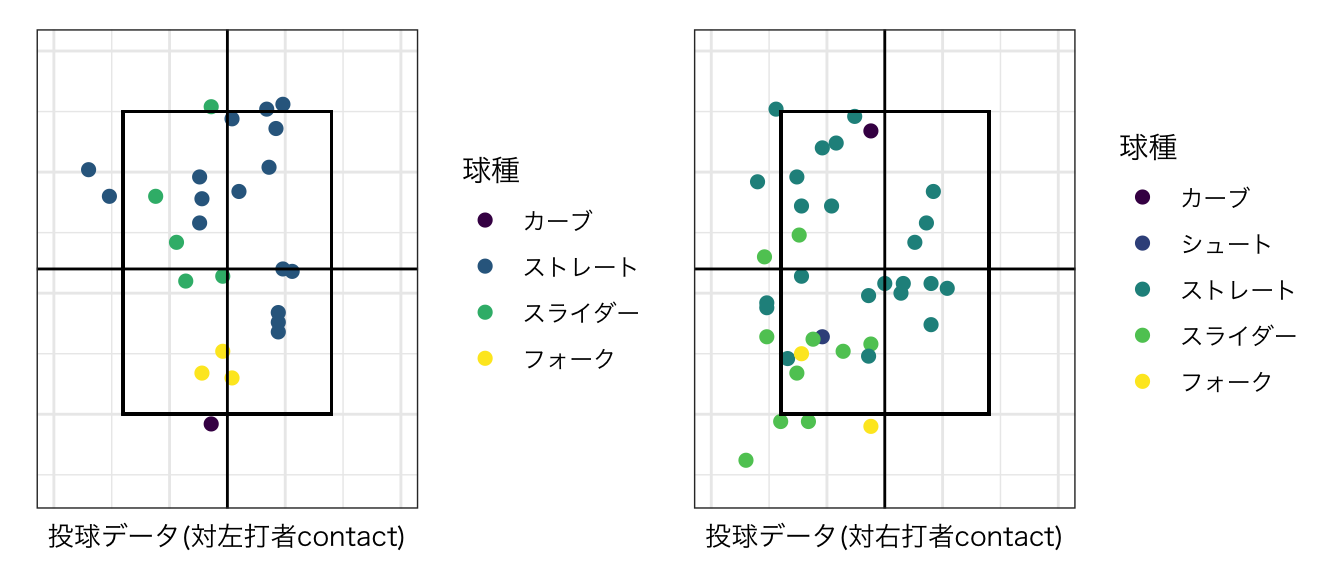 球種
カーブ
ストレート
スライダー
フォーク
投球データ(対左打者contact)
球種
カーブ
シュート
ストレート
スライダー
フォーク
投球データ(対右打者contact)